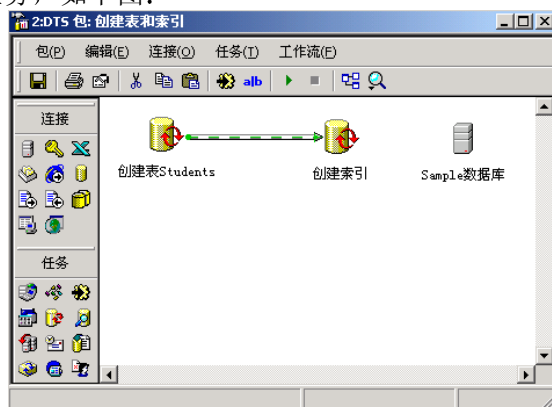 2:DTS 包: 创建表和索引
包(P) 编辑(E) 连接(O) 任务(T) 工作流(F)
a|b
连接
创建表Students 创建索引 Sample数据库
任务